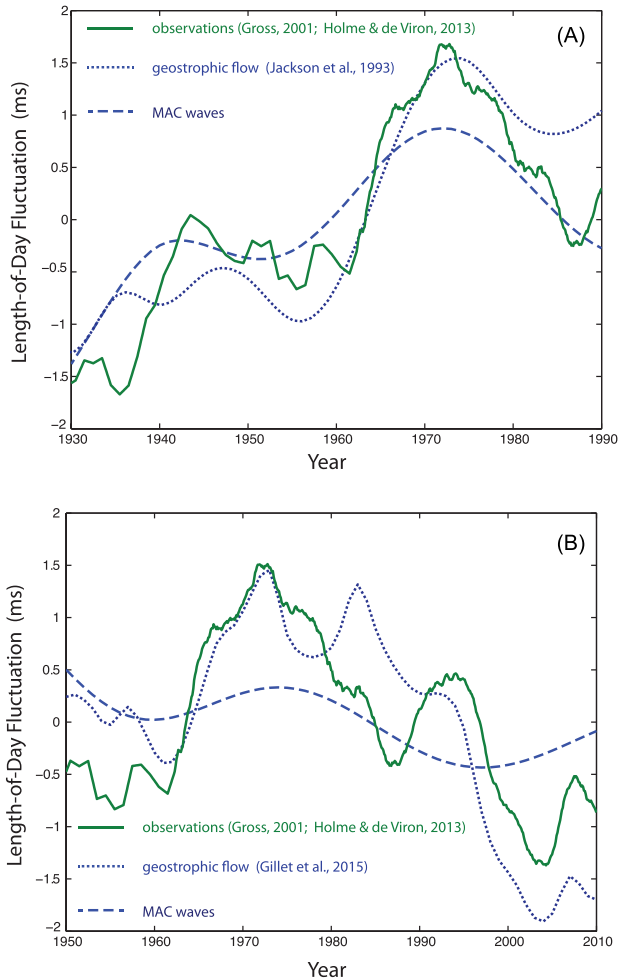 2
(A)
observations (Gross, 2001; Holme & de Viron, 2013)
1.5
geostrophic flow (Jackson et al., 1993)
1
MAC waves
0.5
0
−0.5
−1
−1.5
−2
Length-of-Day Fluctuation (ms)
1930 1940 1950 1960 1970 1980 1990
Year
2
(B)
1.5
1
0.5
0
−0.5
−1
observations (Gross, 2001; Holme & de Viron, 2013)
geostrophic flow (Gillet et al., 2015)
−1.5
MAC waves
−2
Length-of-Day Fluctuation (ms)
1950 1960 1970 1980 1990 2000 2010
Year